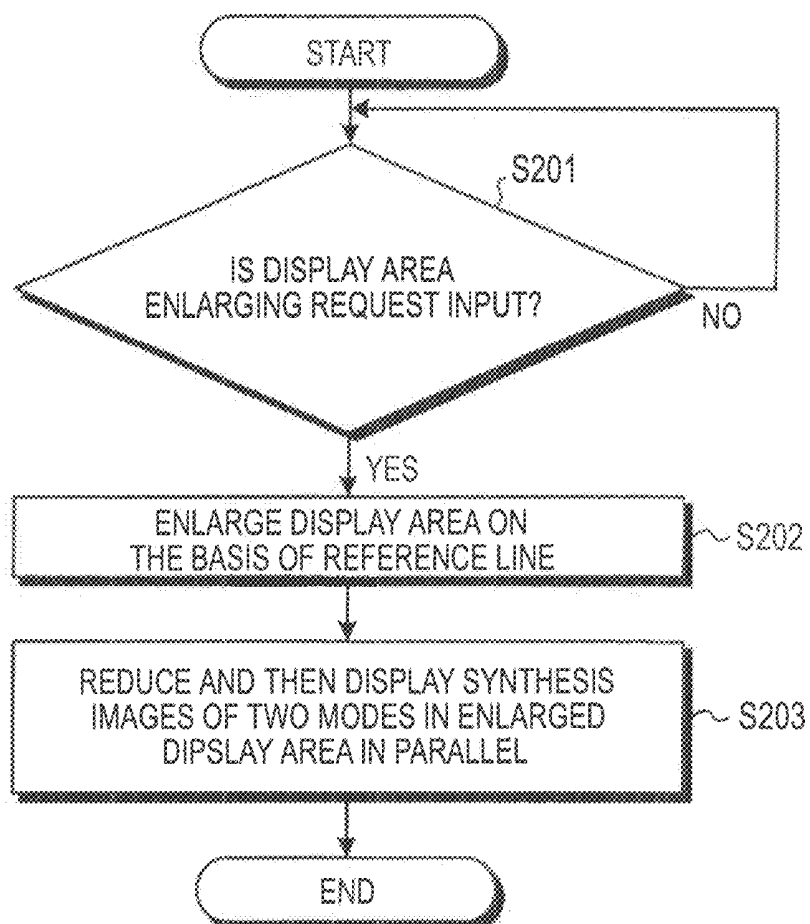 START
S201
IS DISPLAY AREA
ENLARGING REQUEST INPUT?
NO
YES
ENLARGE DISPLAY AREA ON
THE BASIS OF REFERENCE LINE
S202
REDUCE AND THEN DISPLAY SYNTHESIS
IMAGES OF TWO MODES IN ENLARGED
DIPSLAY AREA IN PARALLEL
S203
END